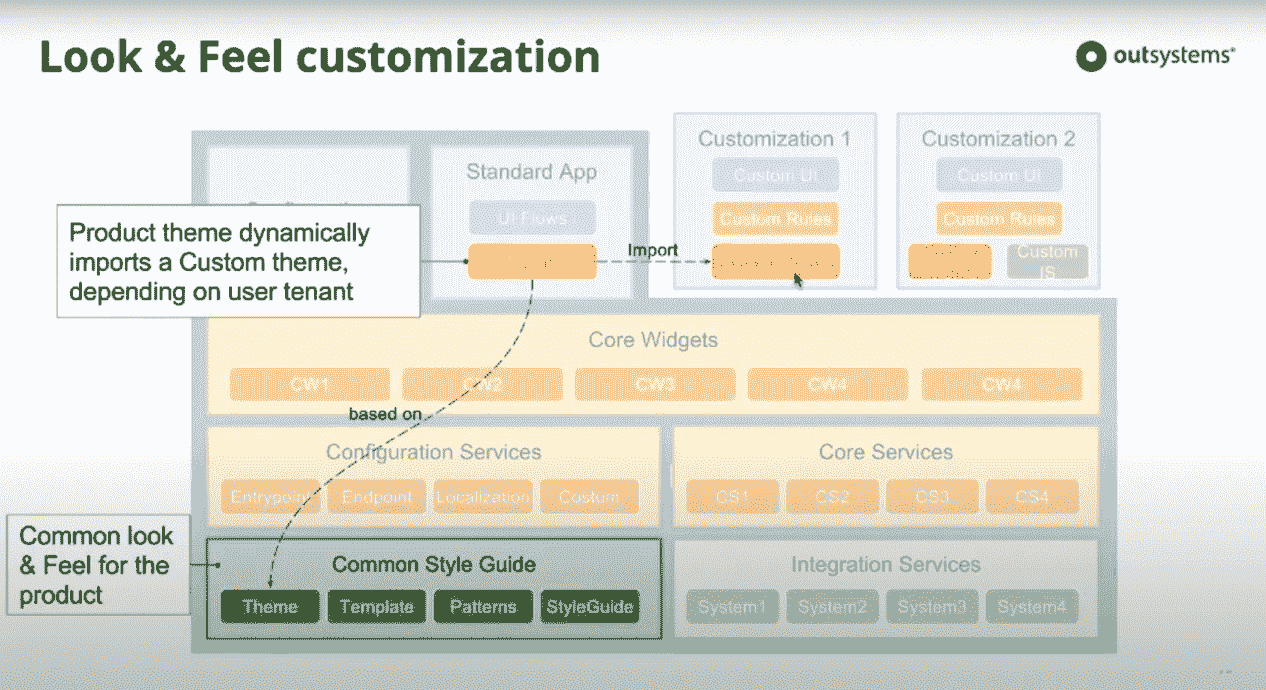 Look & Feel customization
outsystems
Customization 1
Customization 2
Standard App
Custom UI
Custom UI
UI Flows
Custom Rules
Custom Rules
Product theme dynamically
imports a Custom theme,
depending on user tenant
Import
Custom
JS
Core Widgets
CW1
CW2
CW3
CW4
CW4
based on
Configuration Services
Core Services
Entrypoint
Endpoint
Localization
Custom
CS1
CS2
CS3
CS4
Common look
& Feel for the
product
Common Style Guide
Integration Services
Theme
Template
Patterns
StyleGuide
System1
System2
System3
System4